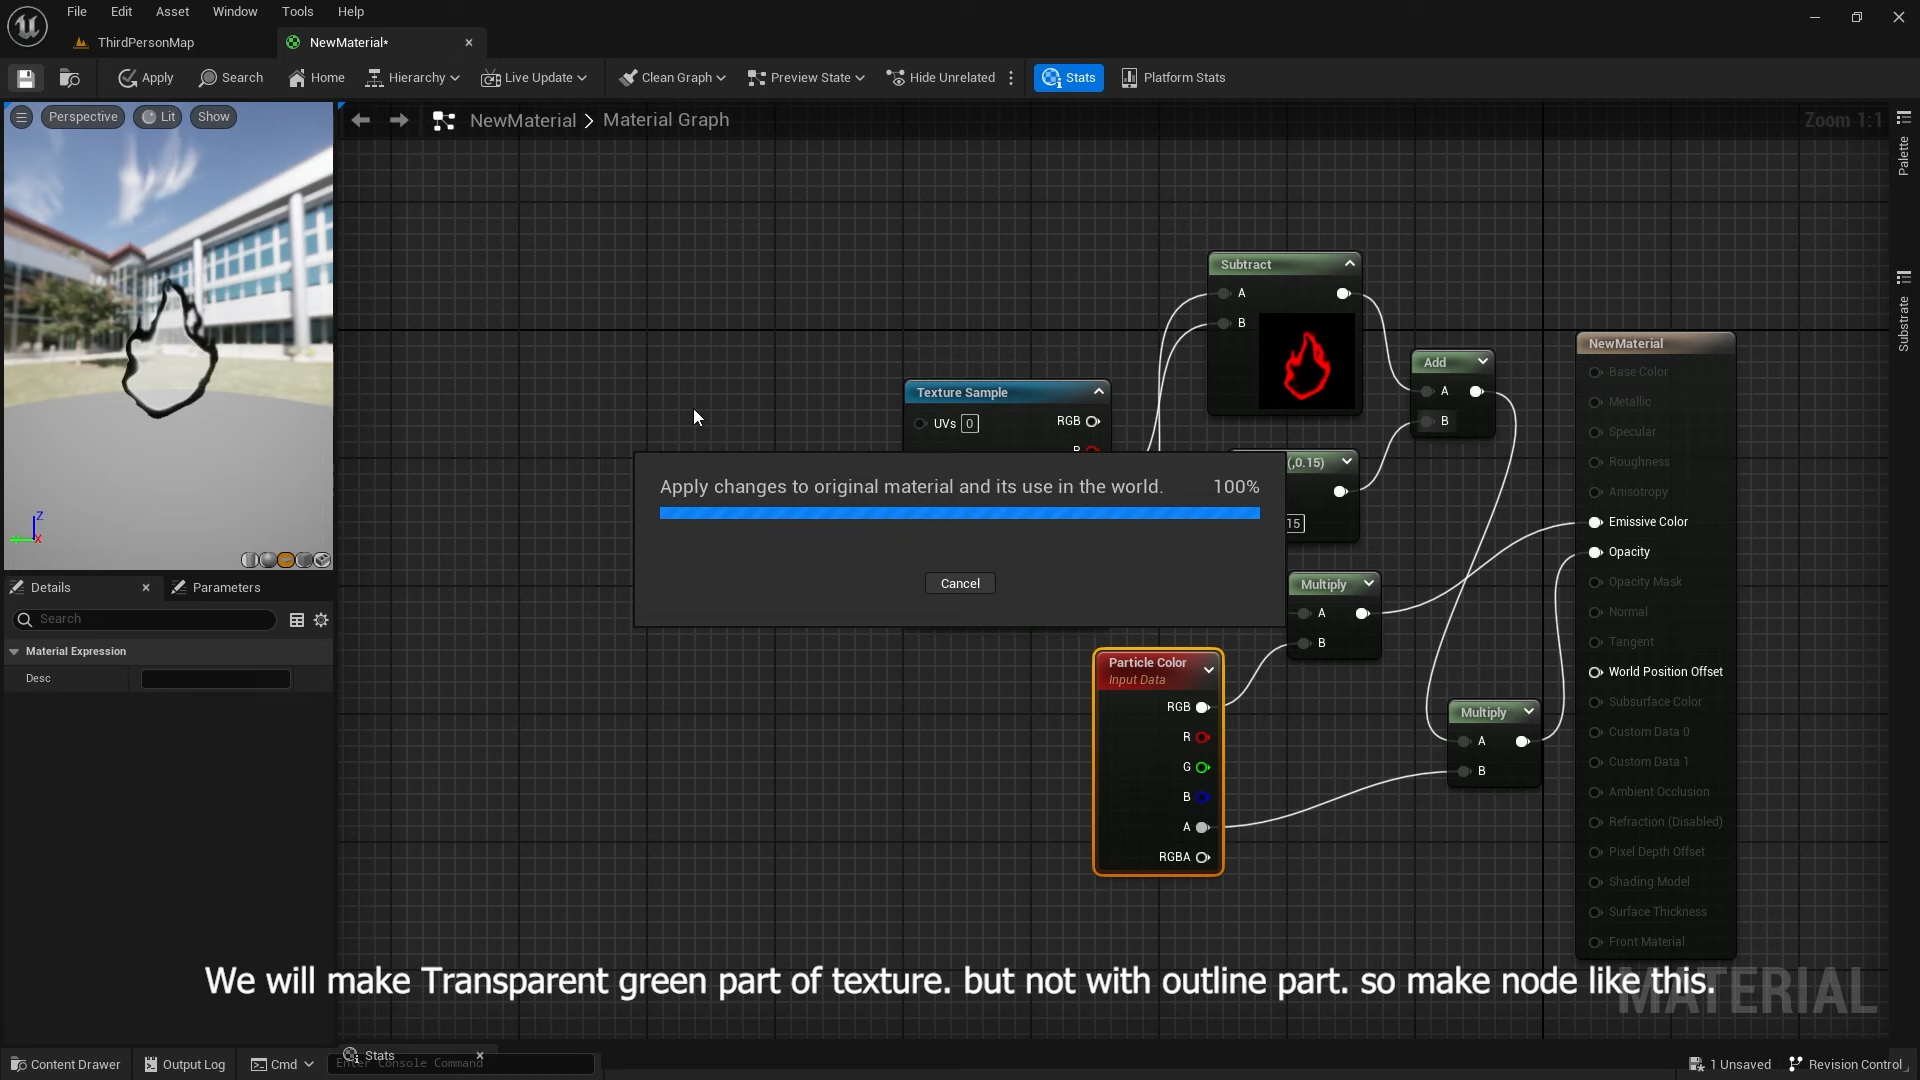 File Edit Asset Window Tools Help
ThirdPersonMap NewMaterial*
Apply Search Home Hierarchy Live Update Clean Graph Preview State Hide Unrelated Stats Platform Stats
Perspective Lit Show
NewMaterial > Material Graph
Zoom 1:1
Palette
Substrate
Subtract
A
B
Add
A
B
NewMaterial
Base Color
Metallic
Specular
Roughness
Anisotropy
Emissive Color
Opacity
Opacity Mask
Normal
Tangent
World Position Offset
Subsurface Color
Custom Data 0
Custom Data 1
Ambient Occlusion
Refraction (Disabled)
Pixel Depth Offset
Shading Model
Surface Thickness
Front Material
Texture Sample
UVs 0 RGB
R
(,0.15)
15
Apply changes to original material and its use in the world. 100%
Cancel
Multiply
A
B
Particle Color
Input Data
RGB
R
G
B
A
RGBA
Multiply
A
B
Z
X
Details Parameters
Search
Material Expression
Desc
We will make Transparent green part of texture. but not with outline part. so make node like this.
MATERIAL
Content Drawer Output Log Cmd Stats
Enter Console Command
1 Unsaved Revision Control